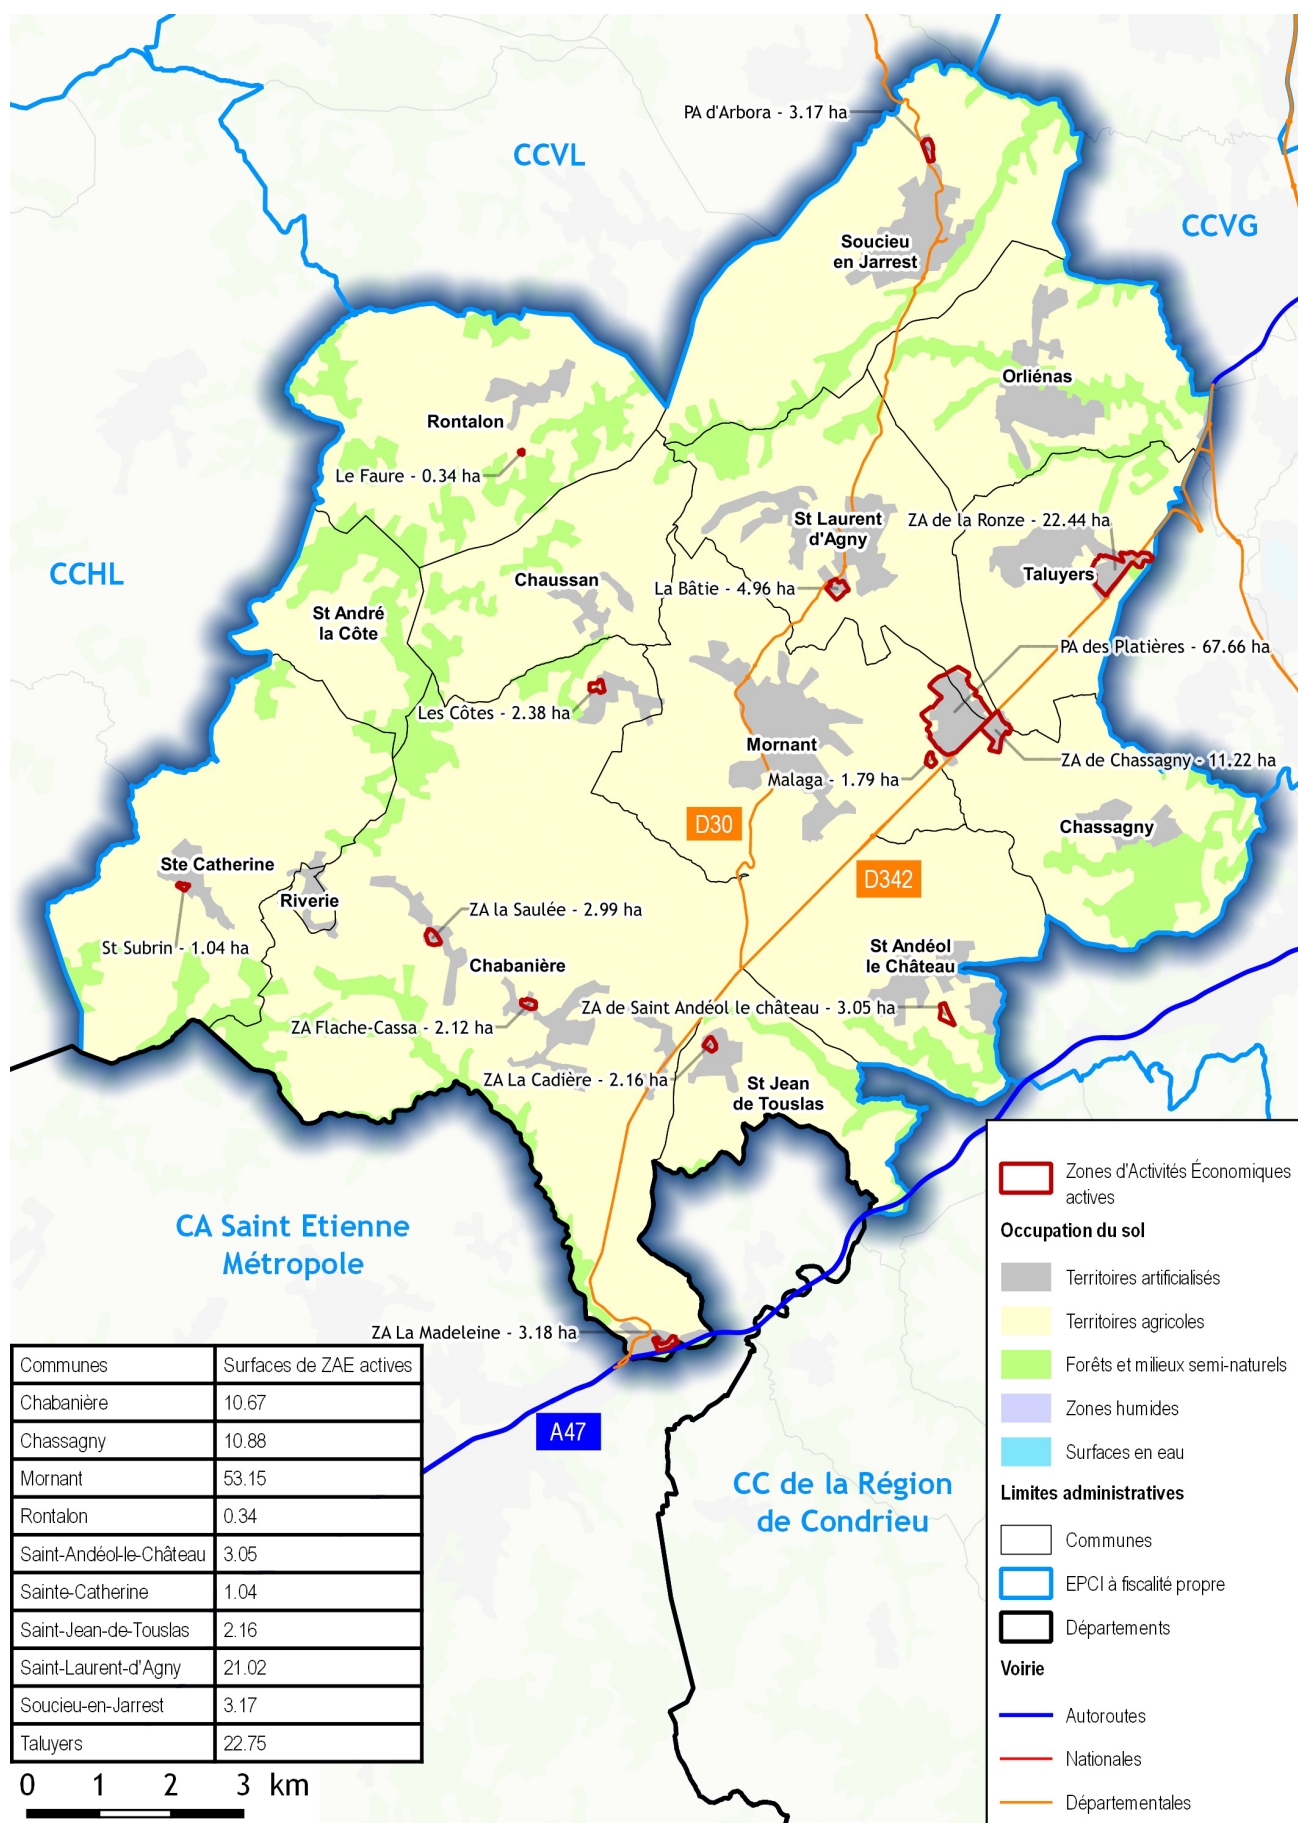 PA d'Arbora - 3.17 ha
CCVL
CCVG
Soucieu
en Jarrest
Orliénas
Rontalon
Le Faure - 0.34 ha
St Laurent
d'Agny
ZA de la Ronze - 22.44 ha
CCHL
Chaussan
Taluyers
La Bâtie - 4.96 ha
St André
la Côte
PA des Platières - 67.66 ha
Les Côtes - 2.38 ha
Mornant
ZA de Chassagny - 11.22 ha
Malaga - 1.79 ha
D30
Chassagny
D342
Ste Catherine
Riverie
ZA la Saulée - 2.99 ha
St Subrin - 1.04 ha
St Andéol
le Château
Chabanière
ZA de Saint Andéol le château - 3.05 ha
ZA Flache-Cassa - 2.12 ha
ZA La Cadière - 2.16 ha
St Jean
de Touslas
CA Saint Etienne
Métropole
ZA La Madeleine - 3.18 ha
A47
CC de la Région
de Condrieu
Communes Surfaces de ZAE actives
Chabanière 10.67
Chassagny 10.88
Mornant 53.15
Rontalon 0.34
Saint-Andéol-le-Château 3.05
Sainte-Catherine 1.04
Saint-Jean-de-Touslas 2.16
Saint-Laurent-d'Agny 21.02
Soucieu-en-Jarrest 3.17
Taluyers 22.75
0 1 2 3 km
Zones d'Activités Économiques
actives
Occupation du sol
Territoires artificialisés
Territoires agricoles
Forêts et milieux semi-naturels
Zones humides
Surfaces en eau
Limites administratives
Communes
EPCI à fiscalité propre
Départements
Voirie
Autoroutes
Nationales
Départementales